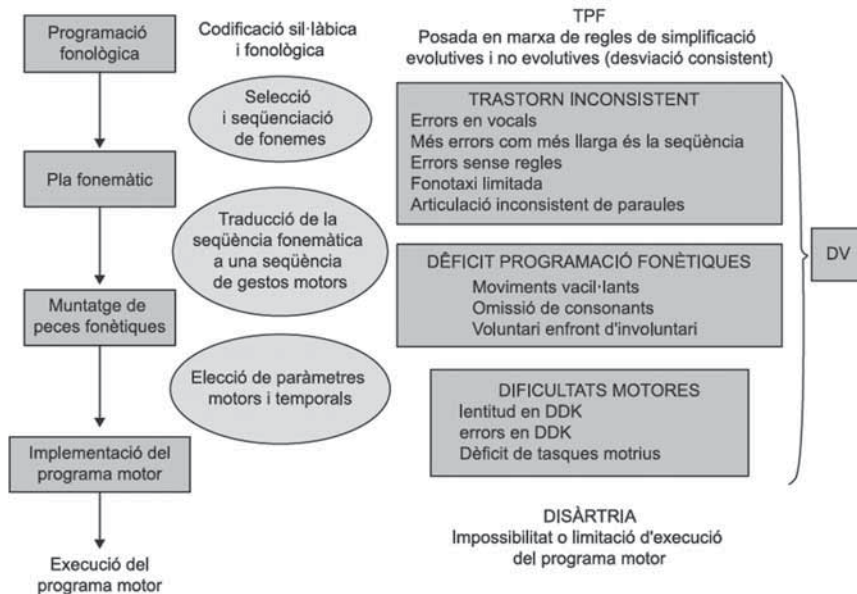 Programació
fonològica
Pla fonemàtic
Muntatge de
peces fonètiques
Implementació del
programa motor
Execució del
programa motor
Codificació sil·làbica
i fonològica
Selecció
i seqüenciació
de fonemes
Traducció de la
seqüència fonemàtica
a una seqüència
de gestos motors
Elecció de paràmetres
motors i temporals
TPF
Posada en marxa de regles de simplificació
evolutives i no evolutives (desviació consistent)
TRASTORN INCONSISTENT
Errors en vocals
Més errors com més llarga és la seqüència
Errors sense regles
Fonotaxi limitada
Articulació inconsistent de paraules
DÊFICIT PROGRAMACIÓ FONÈTIQUES
Moviments vacil·lants
Omissió de consonants
Voluntari enfront d'involuntari
DIFICULTATS MOTORES
lentitud en DDK
errors en DDK
Dèficit de tasques motrius
DISÀRTRIA
Impossibilitat o limitació d'execució
del programa motor
DV